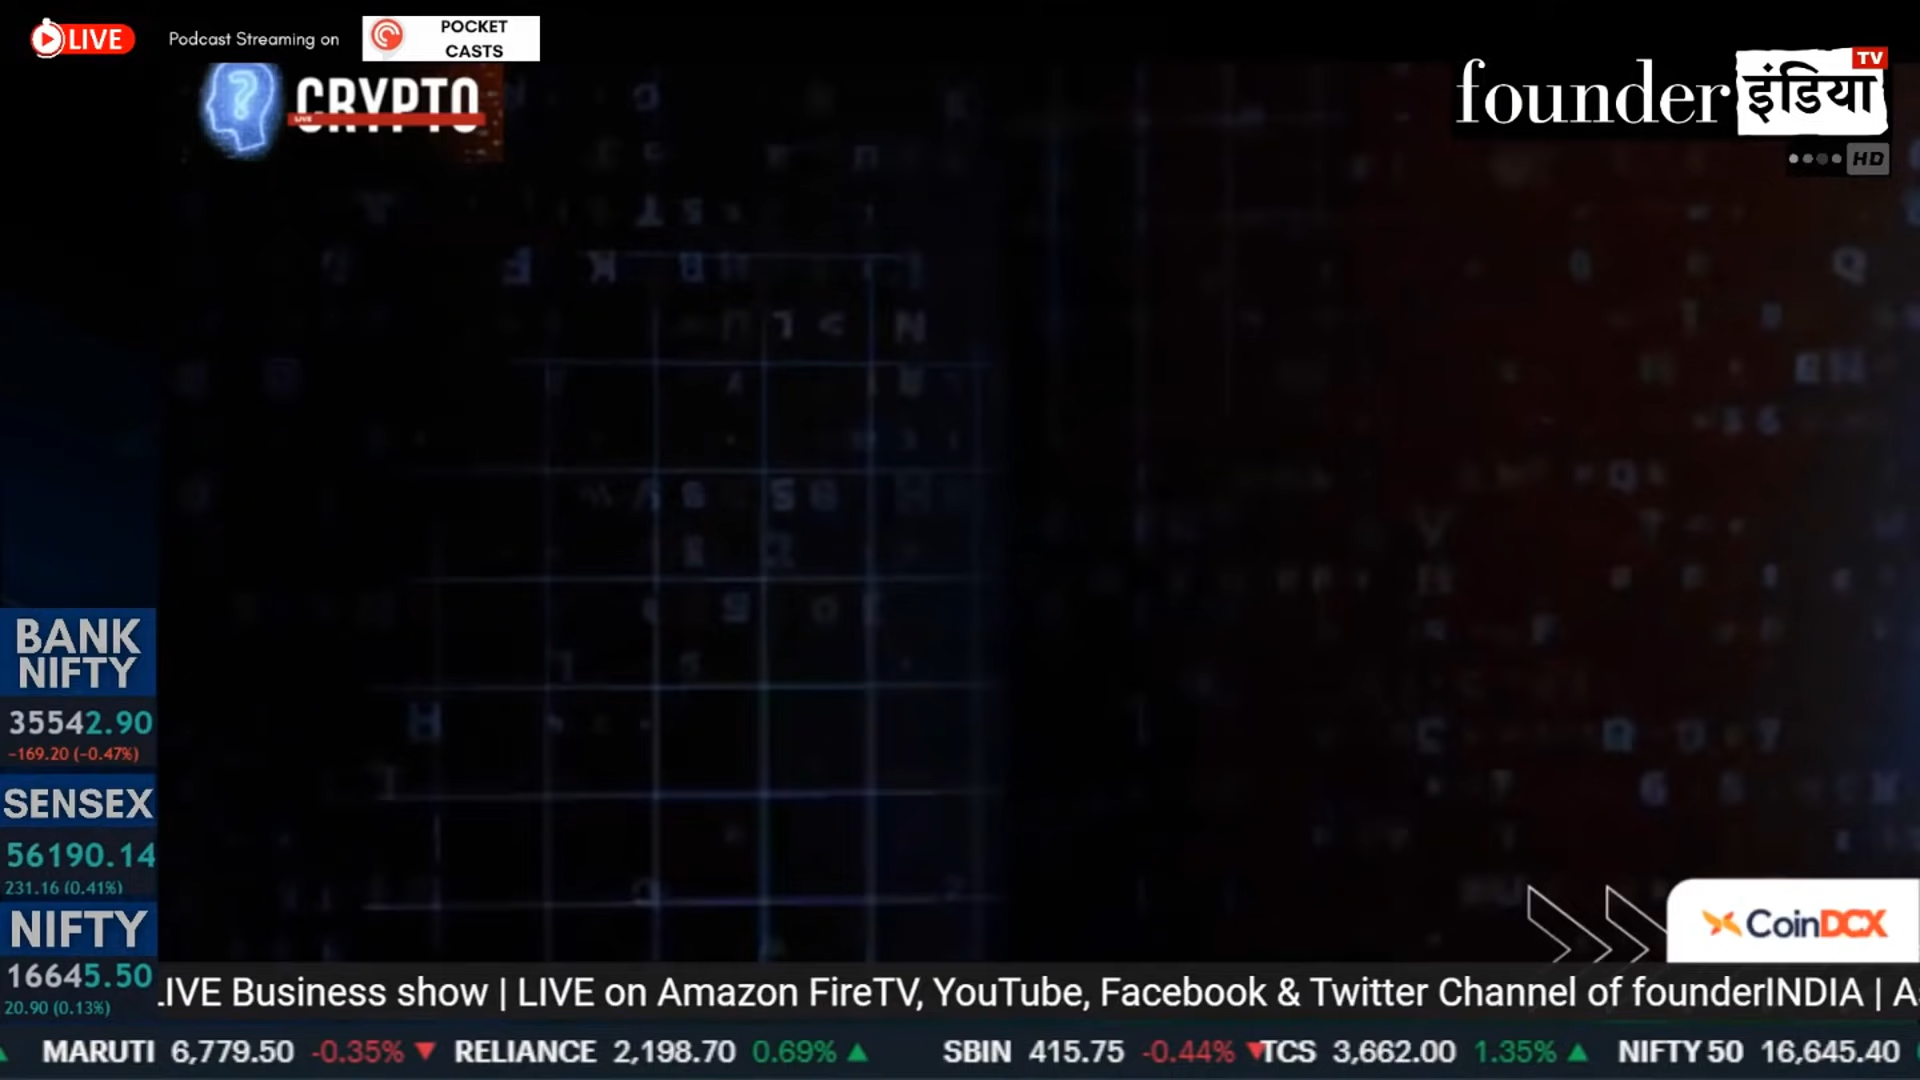 LIVE
Podcast Streaming on
POCKET
CASTS
CRYPTO
LIVE
founder इंडिया
TV
HD
BANK
NIFTY
35542.90
-169.20 (-0.47%)
SENSEX
56190.14
231.16 (0.41%)
NIFTY
16645.50
20.90 (0.13%)
CoinDCX
LIVE Business show | LIVE on Amazon FireTV, YouTube, Facebook & Twitter Channel of founderINDIA |
MARUTI 6,779.50 -0.35% ▼ RELIANCE 2,198.70 0.69% ▲ SBIN 415.75 -0.44% ▼ TCS 3,662.00 1.35% ▲ NIFTY 50 16,645.40